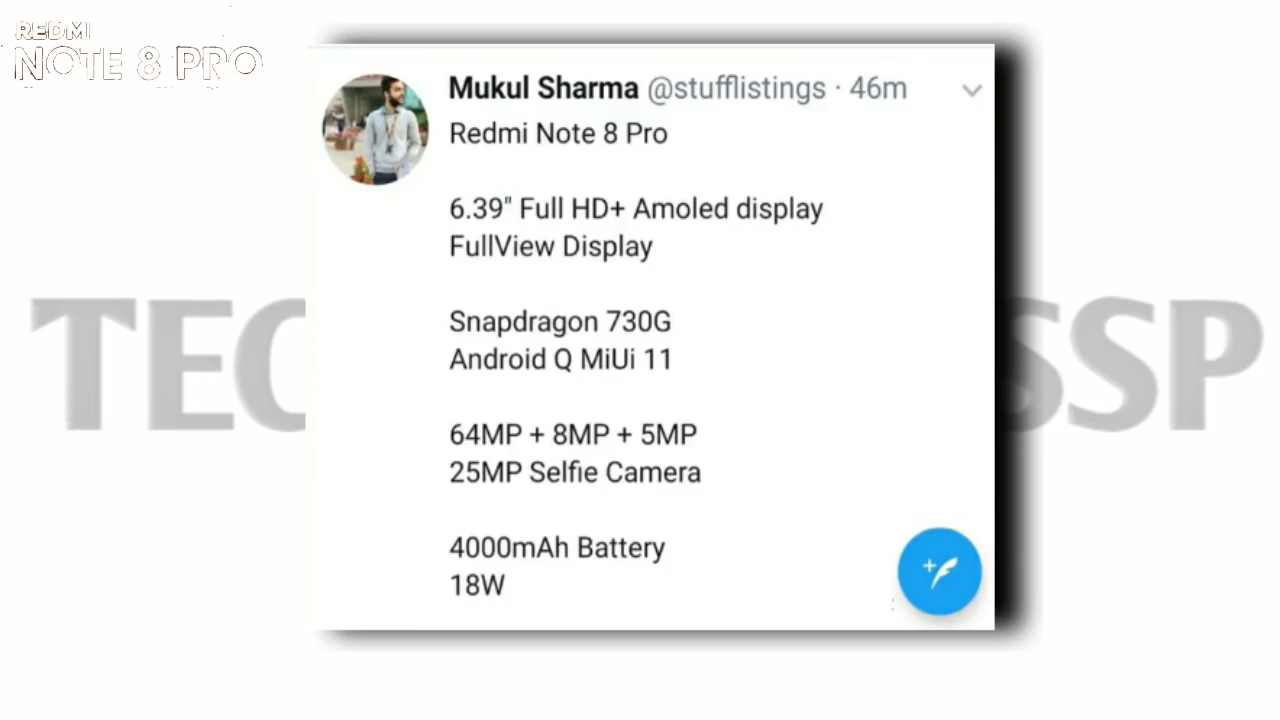 REDMI
NOTE 8 PRO
Mukul Sharma @stufflistings · 46m
Redmi Note 8 Pro
6.39" Full HD+ Amoled display
FullView Display
Snapdragon 730G
Android Q MiUi 11
64MP + 8MP + 5MP
25MP Selfie Camera
4000mAh Battery
18W